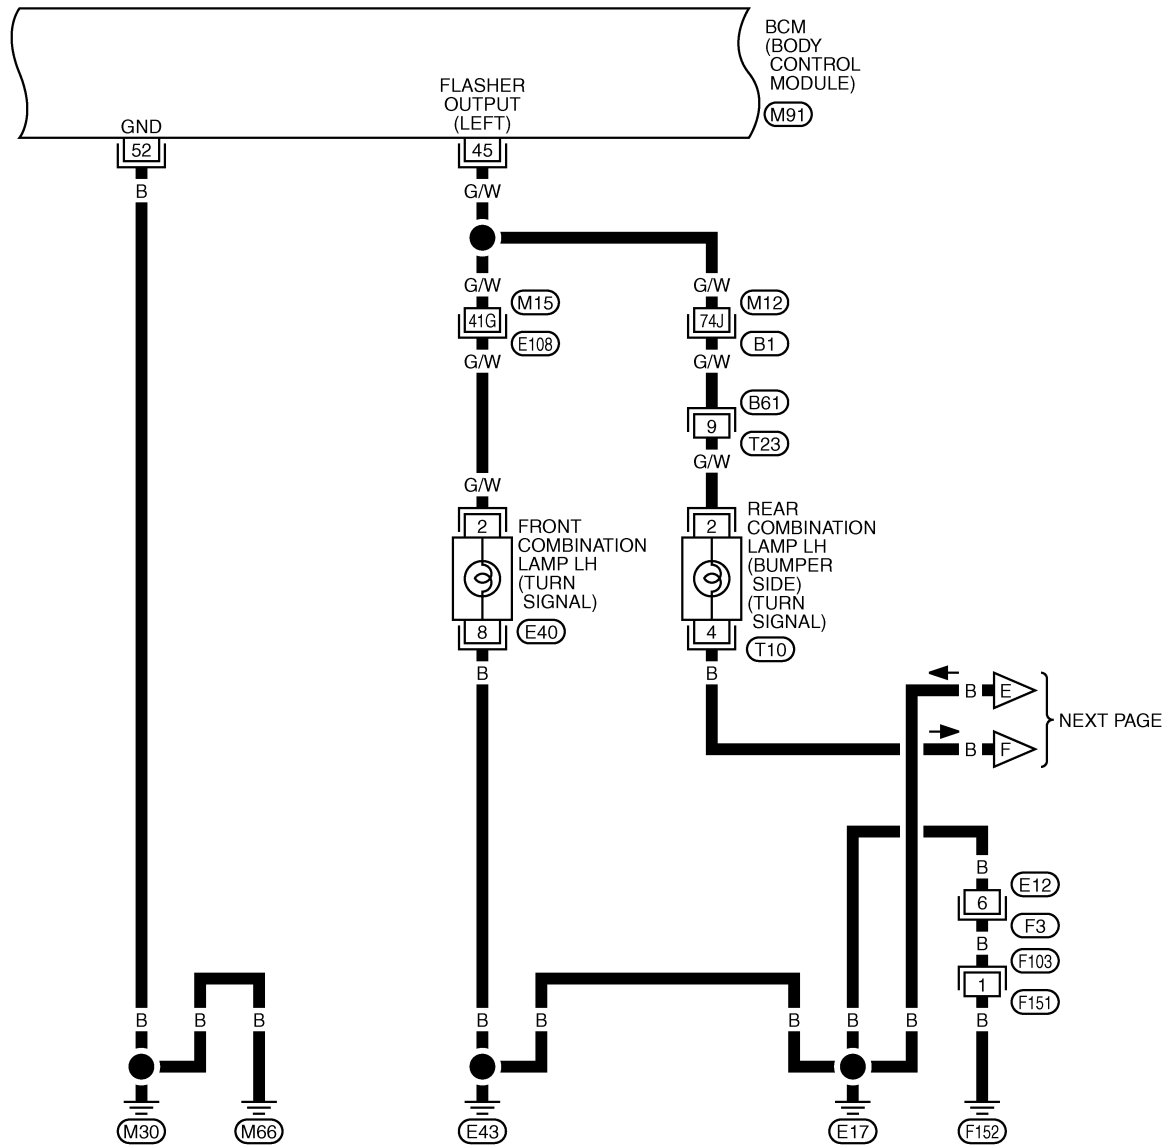 BCM
(BODY
CONTROL
MODULE)
M91
FLASHER
OUTPUT
(LEFT)
GND
52
45
B
G/W
G/W
G/W
M15
M12
41G
74J
E108
B1
G/W
G/W
B61
9
T23
G/W
G/W
2
FRONT
COMBINATION
LAMP LH
(TURN
SIGNAL)
8
E40
2
REAR
COMBINATION
LAMP LH
(BUMPER
SIDE)
(TURN
SIGNAL)
4
T10
B
B
B
E
NEXT PAGE
B
F
B
E12
6
F3
B
F103
1
F151
B
B
B
B
B
B
B
B
B
M30
M66
E43
E17
F152